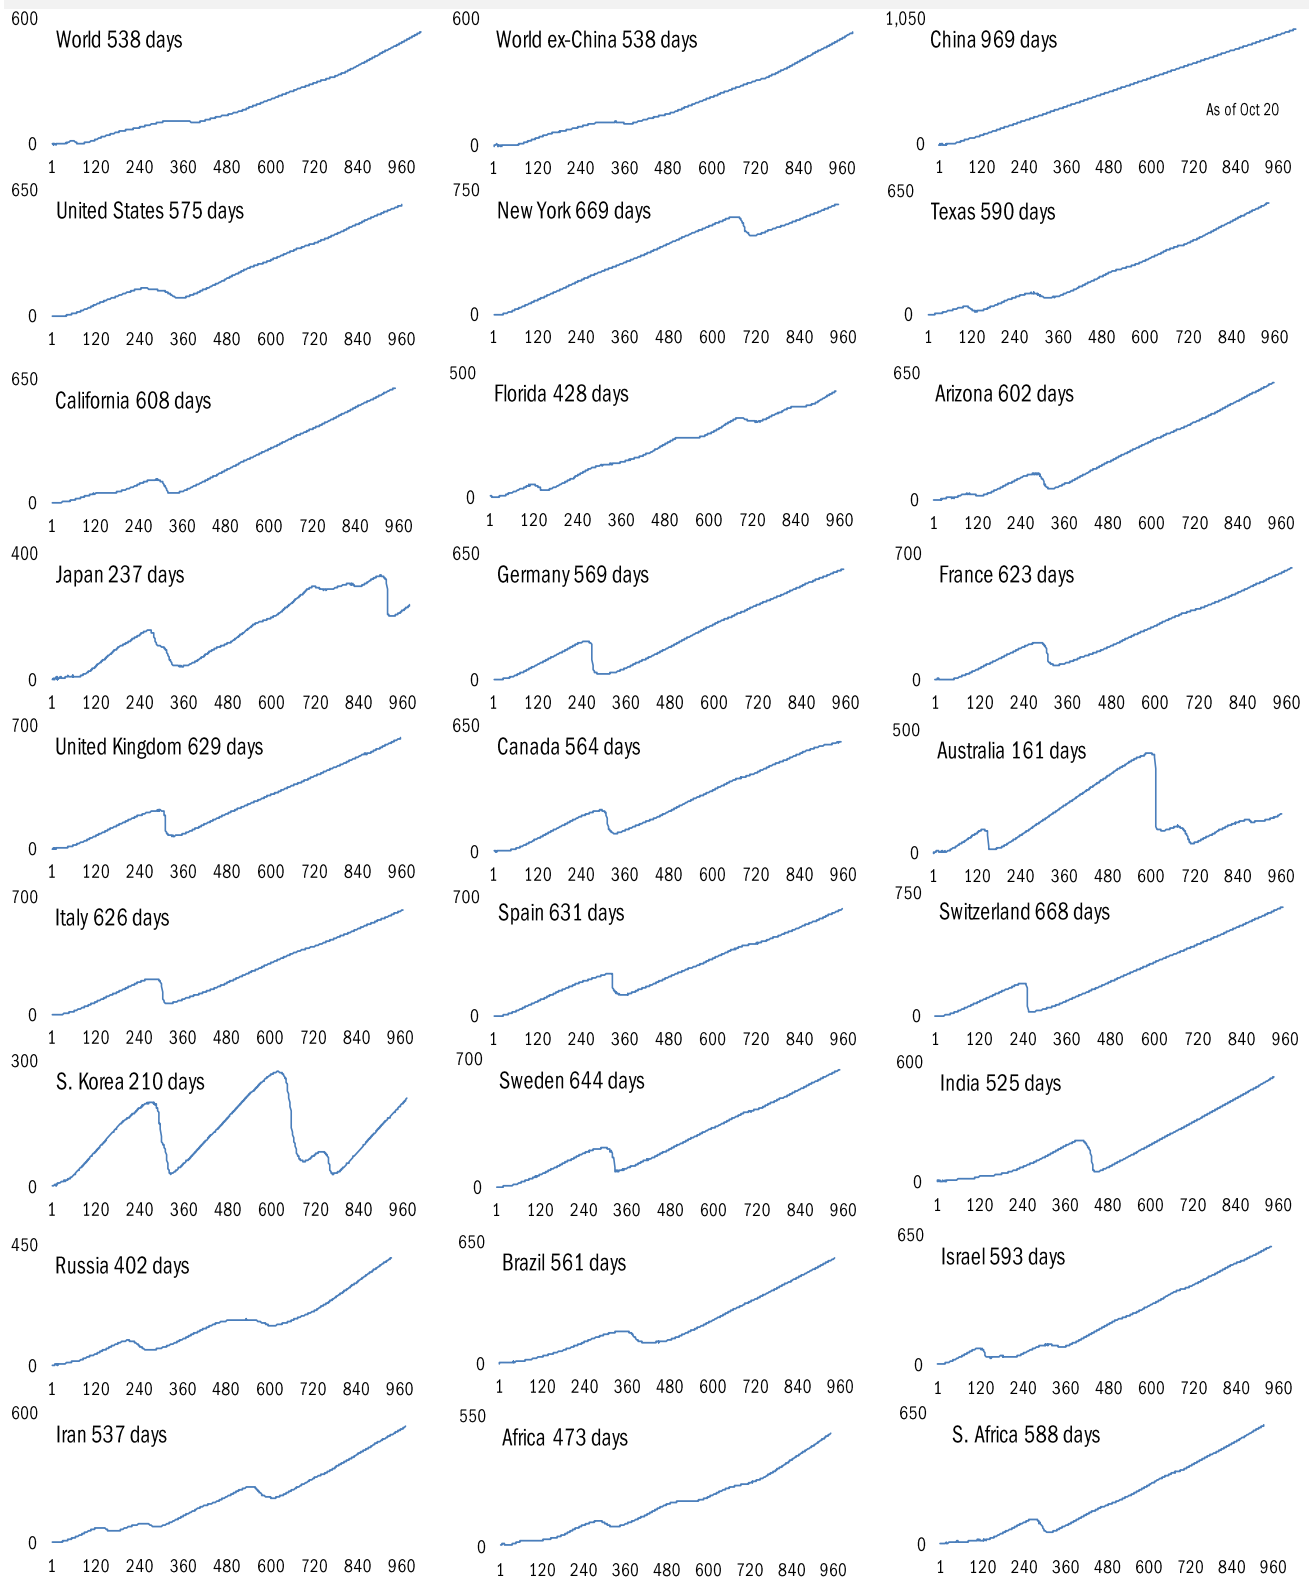 600 600 1,050
World 538 days World ex-China 538 days China 969 days
As of Oct 20
0 0 0
1 120 240 360 480 600 720 840 960 1 120 240 360 480 600 720 840 960 1 120 240 360 480 600 720 840 960
650 750 650
United States 575 days New York 669 days Texas 590 days
0 0 0
1 120 240 360 480 600 720 840 960 1 120 240 360 480 600 720 840 960 1 120 240 360 480 600 720 840 960
650 500 650
California 608 days Florida 428 days Arizona 602 days
0 0 0
1 120 240 360 480 600 720 840 960 1 120 240 360 480 600 720 840 960 1 120 240 360 480 600 720 840 960
400 650 700
Japan 237 days Germany 569 days France 623 days
0 0 0
1 120 240 360 480 600 720 840 960 1 120 240 360 480 600 720 840 960 1 120 240 360 480 600 720 840 960
700 650 500
United Kingdom 629 days Canada 564 days Australia 161 days
0 0 0
1 120 240 360 480 600 720 840 960 1 120 240 360 480 600 720 840 960 1 120 240 360 480 600 720 840 960
700 700 750
Italy 626 days Spain 631 days Switzerland 668 days
0 0 0
1 120 240 360 480 600 720 840 960 1 120 240 360 480 600 720 840 960 1 120 240 360 480 600 720 840 960
300 700 600
S. Korea 210 days Sweden 644 days India 525 days
0 0 0
1 120 240 360 480 600 720 840 960 1 120 240 360 480 600 720 840 960 1 120 240 360 480 600 720 840 960
450 650 650
Russia 402 days Brazil 561 days Israel 593 days
0 0 0
1 120 240 360 480 600 720 840 960 1 120 240 360 480 600 720 840 960 1 120 240 360 480 600 720 840 960
600 550 650
Iran 537 days Africa 473 days S. Africa 588 days
0 0 0
1 120 240 360 480 600 720 840 960 1 120 240 360 480 600 720 840 960 1 120 240 360 480 600 720 840 960